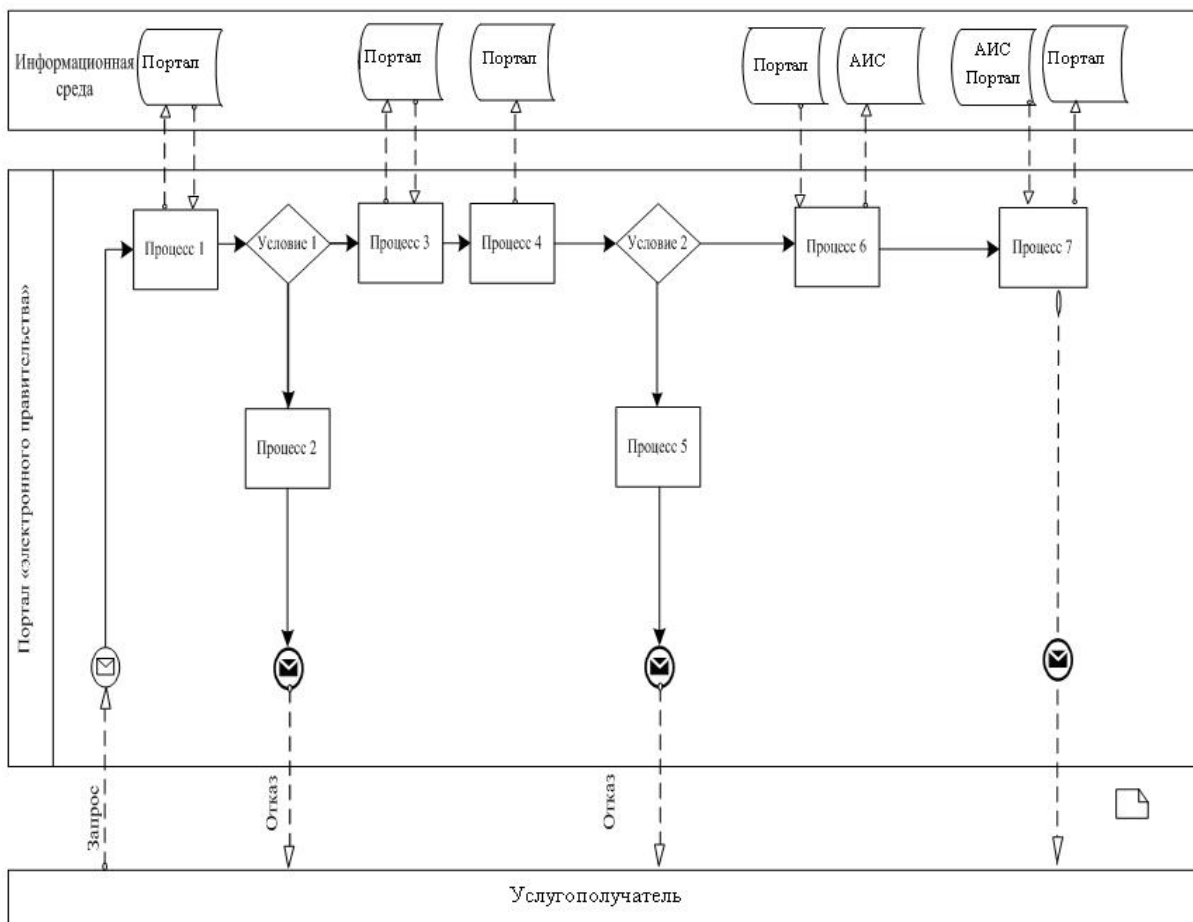 Информационная
среда
Портал
Портал
Портал
Портал
АИС
АИС
Портал
Портал
Портал «электронного правительства»
Процесс 1
Условие 1
Процесс 3
Процесс 4
Условие 2
Процесс 6
Процесс 7
Процесс 2
Процесс 5
Запрос
Отказ
Отказ
Услугополучатель